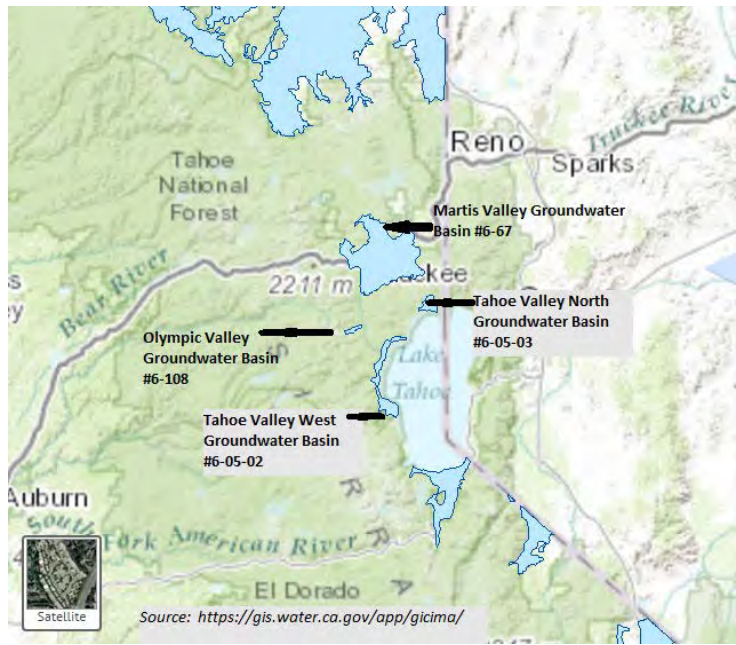 Reno
Truckee River
Sparks
Tahoe
National
Forest
Martis Valley Groundwater
Basin #6-67
Bear River
2211 m
Tahoe Valley North
Groundwater Basin
#6-05-03
Olympic Valley
Groundwater Basin
#6-108
Lake
Tahoe
Tahoe Valley West
Groundwater Basin
#6-05-02
Auburn
South Fork American River
El Dorado
Satellite
Source: https://gis.water.ca.gov/app/gicima/